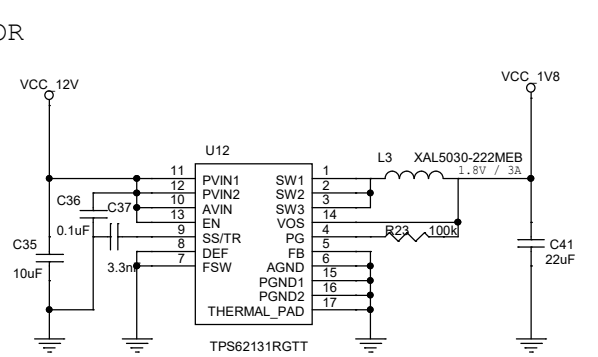 OR
VCC_12V
VCC_1V8
U12
L3 XAL5030-222MEB
1.8V / 3A
11 PVIN1 SW1 1
12 PVIN2 SW2 2
10 AVIN SW3 3
13 EN VOS 14
9 SS/TR PG 4
8 DEF FB 5
7 FSW AGND 6
PGND1 15
PGND2 16
THERMAL_PAD 17
C36
0.1uF
C37
3.3nF
C35
10uF
R23 100k
C41
22uF
TPS62131RGTT